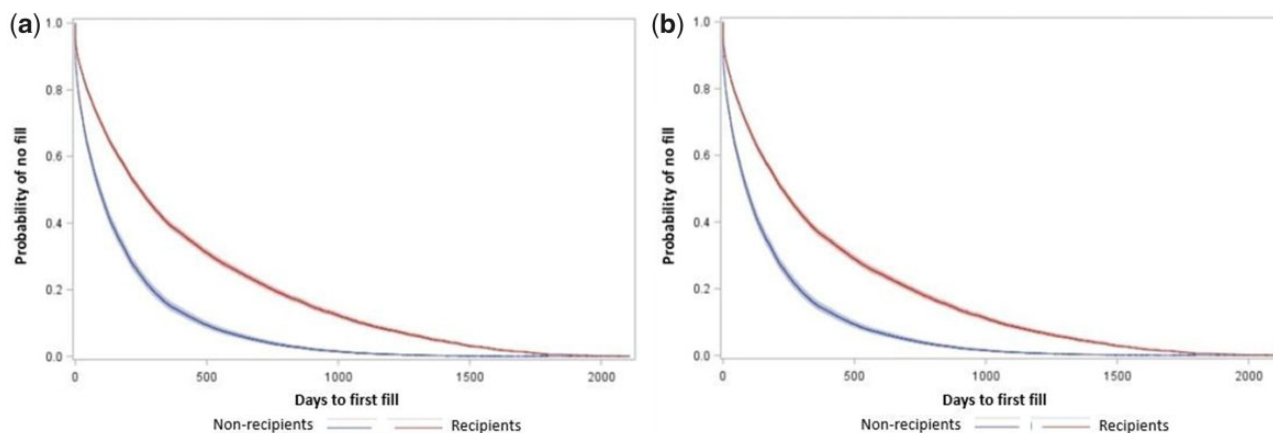 (a)
1.0
0.8
0.6
0.4
0.2
0.0
Probability of no fill
0 500 1000 1500 2000
Days to first fill
Non-recipients Recipients
(b)
1.0
0.8
0.6
0.4
0.2
0.0
Probability of no fill
0 500 1000 1500 2000
Days to first fill
Non-recipients Recipients